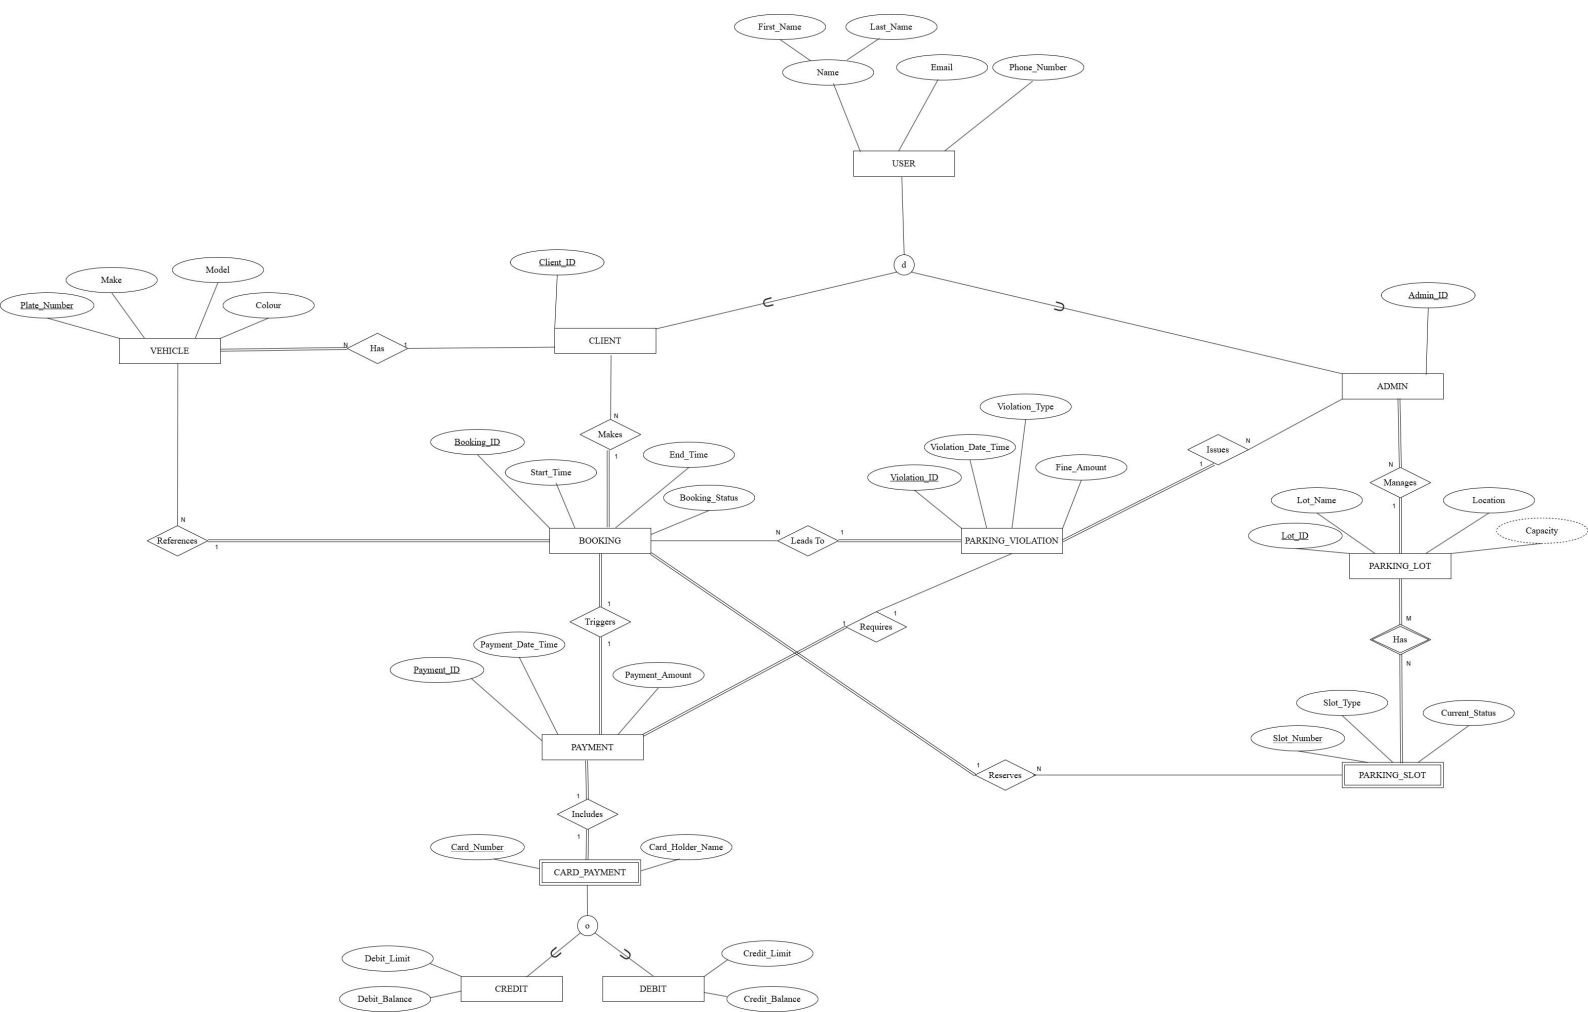 First_Name
Last_Name
Name
Email
Phone_Number
USER
d
Client_ID
Admin_ID
Plate_Number
Make
Model
Colour
VEHICLE
N
Has
1
CLIENT
ADMIN
N
Makes
1
Booking_ID
Start_Time
End_Time
Booking_Status
Violation_Type
Violation_Date_Time
Violation_ID
Fine_Amount
Issues
N
1
N
Manages
1
Lot_Name
Location
Lot_ID
Capacity
N
References
1
BOOKING
N
Leads To
1
PARKING_VIOLATION
PARKING_LOT
1
Triggers
1
1
Requires
1
M
Has
N
Payment_Date_Time
Payment_ID
Payment_Amount
Slot_Type
Current_Status
Slot_Number
PAYMENT
1
Reserves
N
PARKING_SLOT
1
Includes
1
Card_Number
Card_Holder_Name
CARD_PAYMENT
o
Debit_Limit
Credit_Limit
CREDIT
DEBIT
Debit_Balance
Credit_Balance